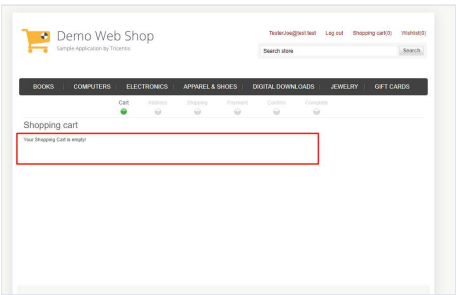 Demo Web Shop
Sample Application by Tricentis
TesterJoe@test.test Log out Shopping cart(0) Wishlist(0)
Search store Search
BOOKS COMPUTERS ELECTRONICS APPAREL & SHOES DIGITAL DOWNLOADS JEWELRY GIFT CARDS
Cart Address Shipping Payment Confirm Complete
Shopping cart
Your Shopping Cart is empty!